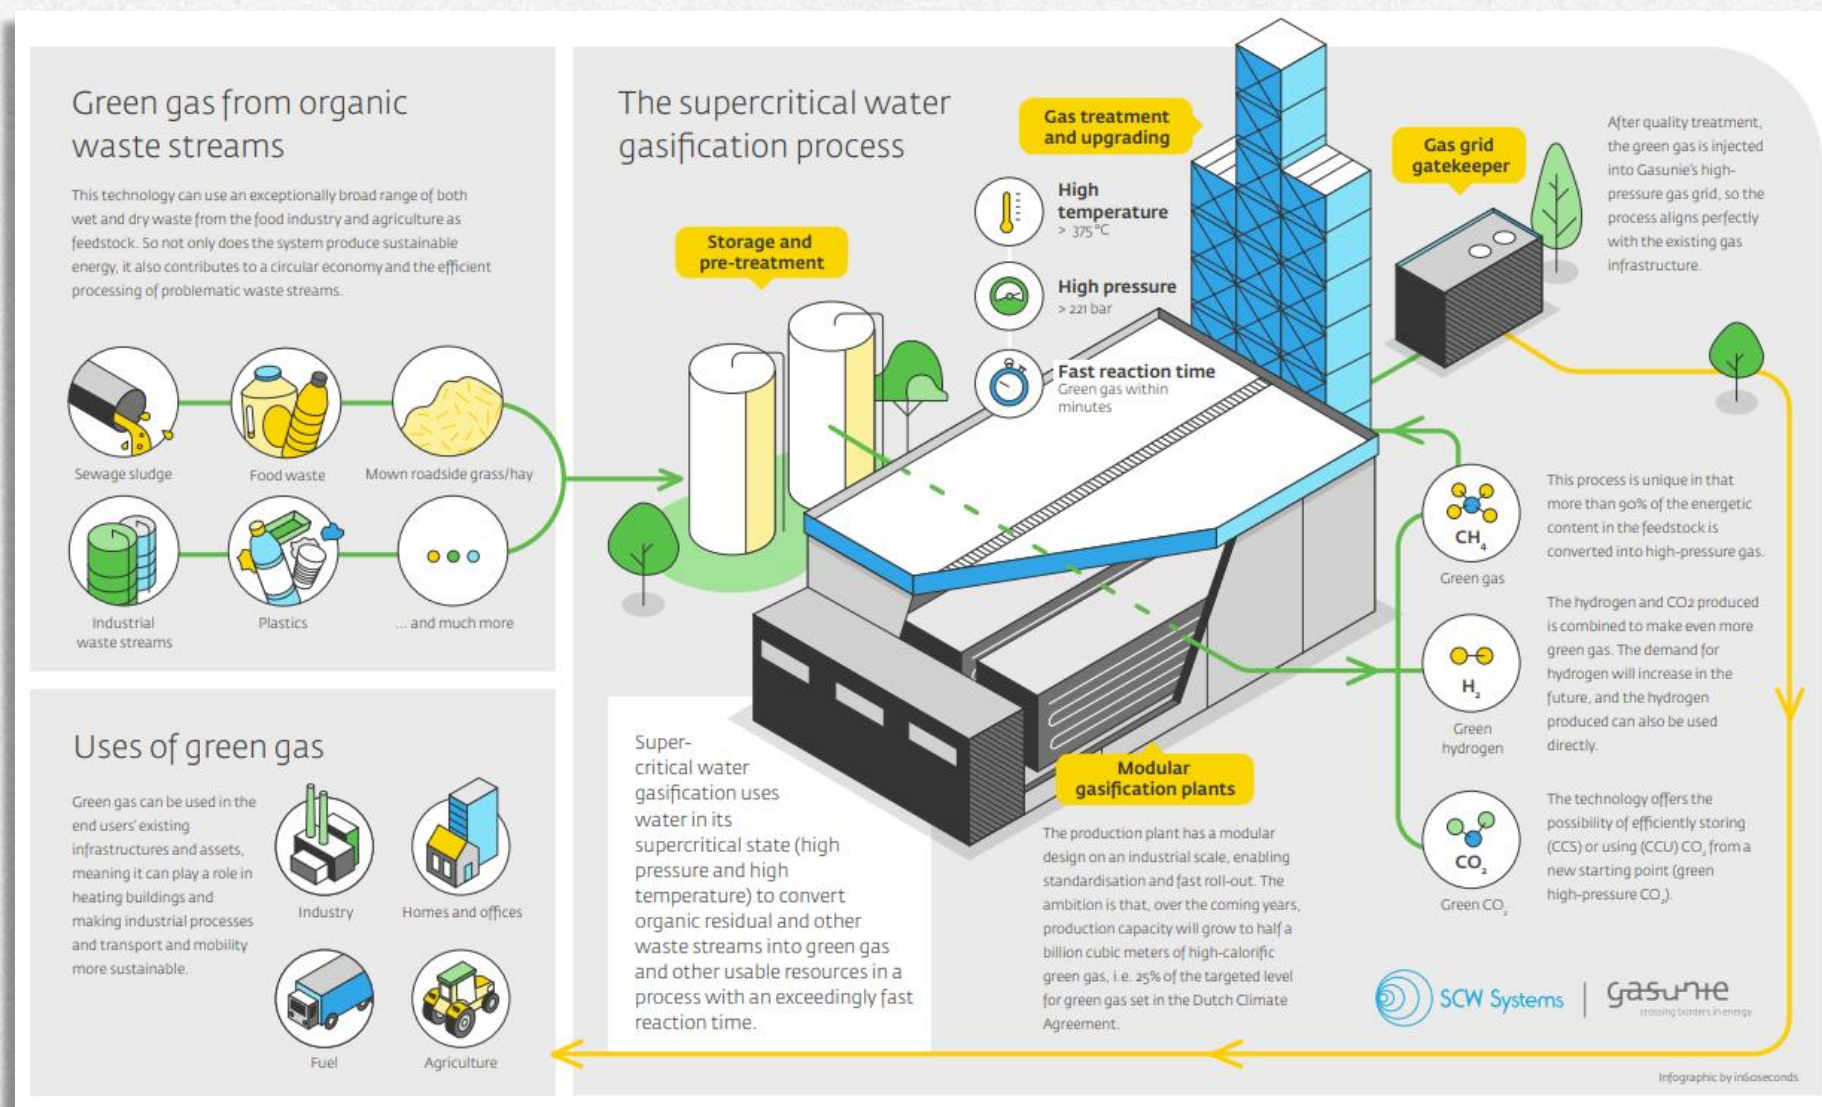 Green gas from organic
waste streams
This technology can use an exceptionally broad range of both
wet and dry waste from the food industry and agriculture as
feedstock. So not only does the system produce sustainable
energy, it also contributes to a circular economy and the efficient
processing of problematic waste streams.
Sewage sludge
Food waste
Mown roadside grass/hay
Industrial
waste streams
Plastics
... and much more
Uses of green gas
Green gas can be used in the
end users' existing
infrastructures and assets,
meaning it can play a role in
heating buildings and
making industrial processes
and transport and mobility
more sustainable.
Industry
Homes and offices
Fuel
Agriculture
The supercritical water
gasification process
Storage and
pre-treatment
Gas treatment
and upgrading
High
temperature
> 375 °C
High pressure
> 221 bar
Fast reaction time
Green gas within
minutes
Gas grid
gatekeeper
After quality treatment,
the green gas is injected
into Gasunie's high-
pressure gas grid, so the
process aligns perfectly
with the existing gas
infrastructure.
Super-
critical water
gasification uses
water in its
supercritical state (high
pressure and high
temperature) to convert
organic residual and other
waste streams into green gas
and other usable resources in a
process with an exceedingly fast
reaction time.
Modular
gasification plants
The production plant has a modular
design on an industrial scale, enabling
standardisation and fast roll-out. The
ambition is that, over the coming years,
production capacity will grow to half a
billion cubic meters of high-calorific
green gas, i.e. 25% of the targeted level
for green gas set in the Dutch Climate
Agreement.
CH₄
Green gas
This process is unique in that
more than 90% of the energetic
content in the feedstock is
converted into high-pressure gas.
H₂
Green
hydrogen
The hydrogen and CO2 produced
is combined to make even more
green gas. The demand for
hydrogen will increase in the
future, and the hydrogen
produced can also be used
directly.
CO₂
Green CO₂
The technology offers the
possibility of efficiently storing
(CCS) or using (CCU) CO₂ from a
new starting point (green
high-pressure CO₂).
SCW Systems
gasunie
crossing borders in energy
Infographic by in60seconds